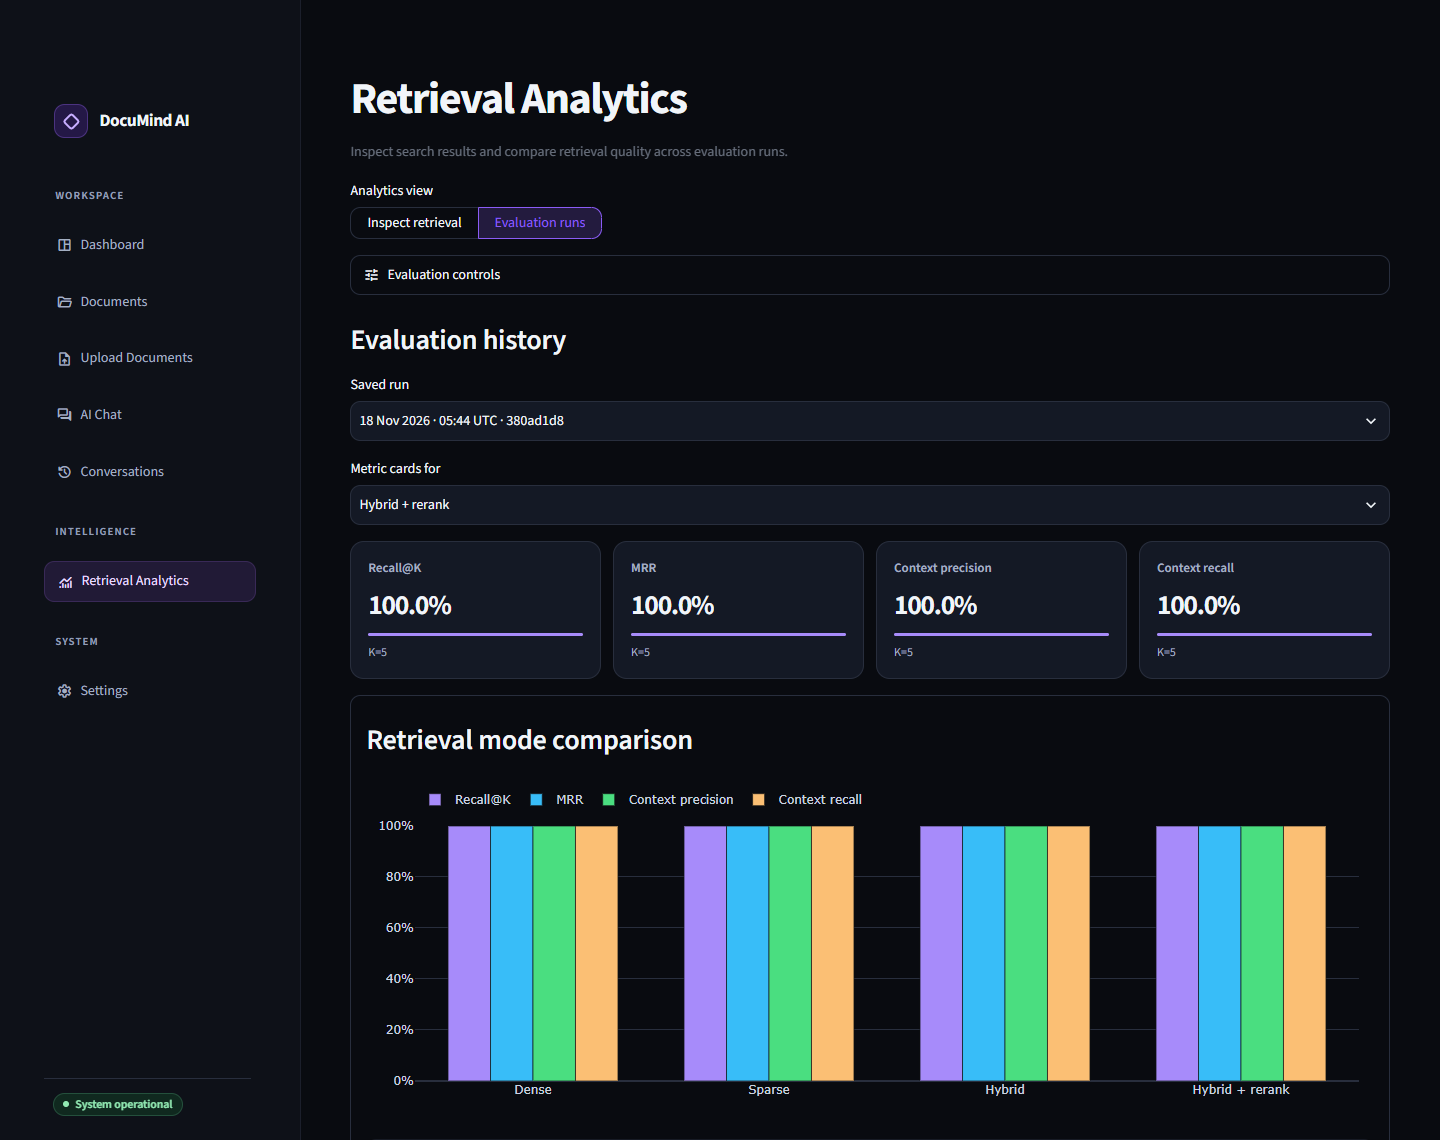 DocuMind AI
WORKSPACE
Dashboard
Documents
Upload Documents
AI Chat
Conversations
INTELLIGENCE
Retrieval Analytics
SYSTEM
Settings
System operational
Retrieval Analytics
Inspect search results and compare retrieval quality across evaluation runs.
Analytics view
Inspect retrieval Evaluation runs
Evaluation controls
Evaluation history
Saved run
18 Nov 2026 · 05:44 UTC · 380ad1d8
Metric cards for
Hybrid + rerank
Recall@K MRR Context precision Context recall
100.0% 100.0% 100.0% 100.0%
K=5 K=5 K=5 K=5
Retrieval mode comparison
Recall@K MRR Context precision Context recall
100%
80%
60%
40%
20%
0%
Dense Sparse Hybrid Hybrid + rerank